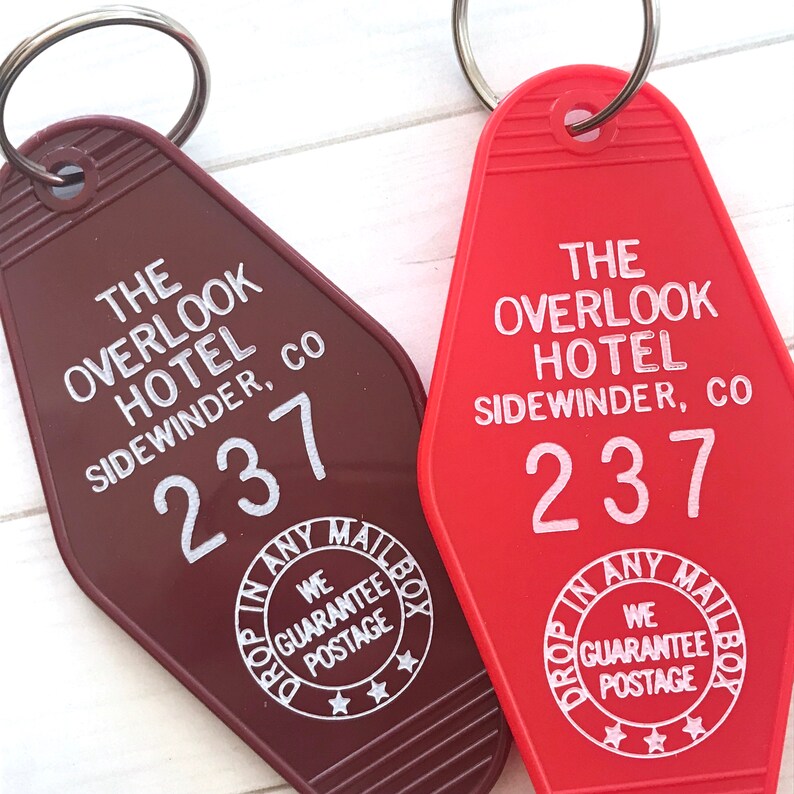 THE
OVERLOOK
HOTEL
SIDEWINDER, CO
237
DROP IN ANY MAILBOX
WE
GUARANTEE
POSTAGE
THE
OVERLOOK
HOTEL
SIDEWINDER, CO
237
DROP IN ANY MAILBOX
WE
GUARANTEE
POSTAGE